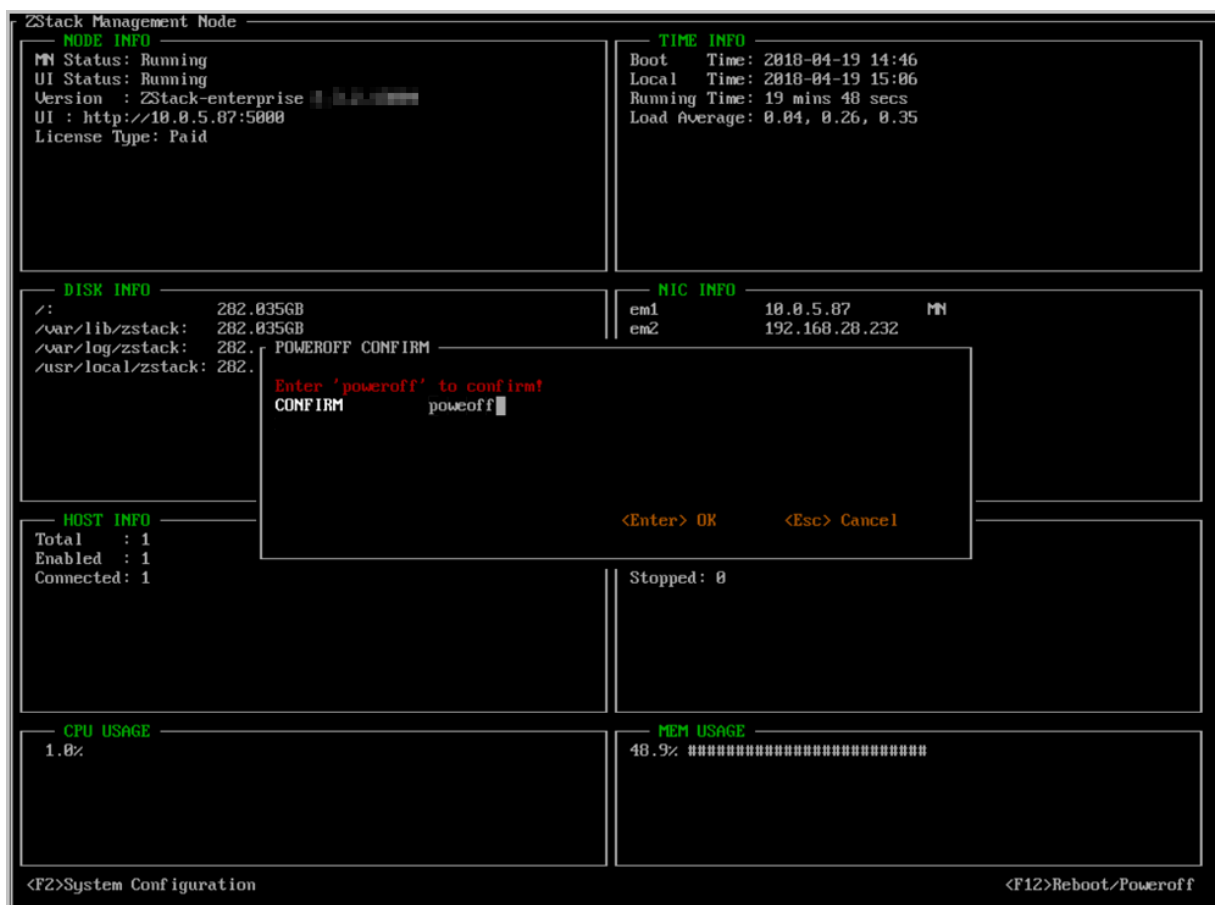 ZStack Management Node
NODE INFO
MN Status: Running
UI Status: Running
Version : ZStack-enterprise
UI : http://10.0.5.87:5000
License Type: Paid
TIME INFO
Boot Time: 2018-04-19 14:46
Local Time: 2018-04-19 15:06
Running Time: 19 mins 48 secs
Load Average: 0.04, 0.26, 0.35
DISK INFO
/: 282.035GB
/var/lib/zstack: 282.035GB
/var/log/zstack: 282.
/usr/local/zstack: 282.
NIC INFO
em1 10.0.5.87 MN
em2 192.168.28.232
POWEROFF CONFIRM
Enter 'poweroff' to confirm!
CONFIRM poweoff
<Enter> OK <Esc> Cancel
HOST INFO
Total : 1
Enabled : 1
Connected: 1
Stopped: 0
CPU USAGE
1.0%
MEM USAGE
48.9% #########################
<F2>System Configuration <F12>Reboot/Poweroff